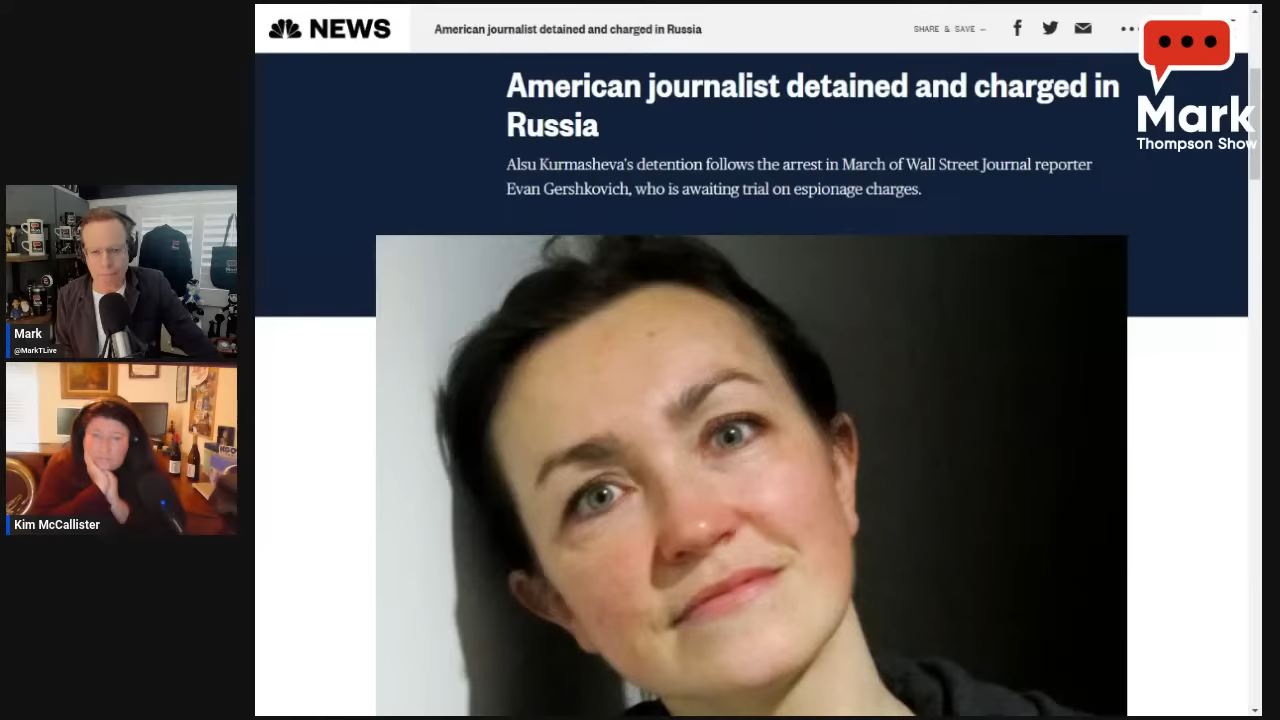 NEWS
American journalist detained and charged in Russia
SHARE & SAVE —
American journalist detained and charged in
Russia
Alsu Kurmasheva's detention follows the arrest in March of Wall Street Journal reporter
Evan Gershkovich, who is awaiting trial on espionage charges.
Mark
Thompson Show
Mark
@MarkTLive
Kim McCallister